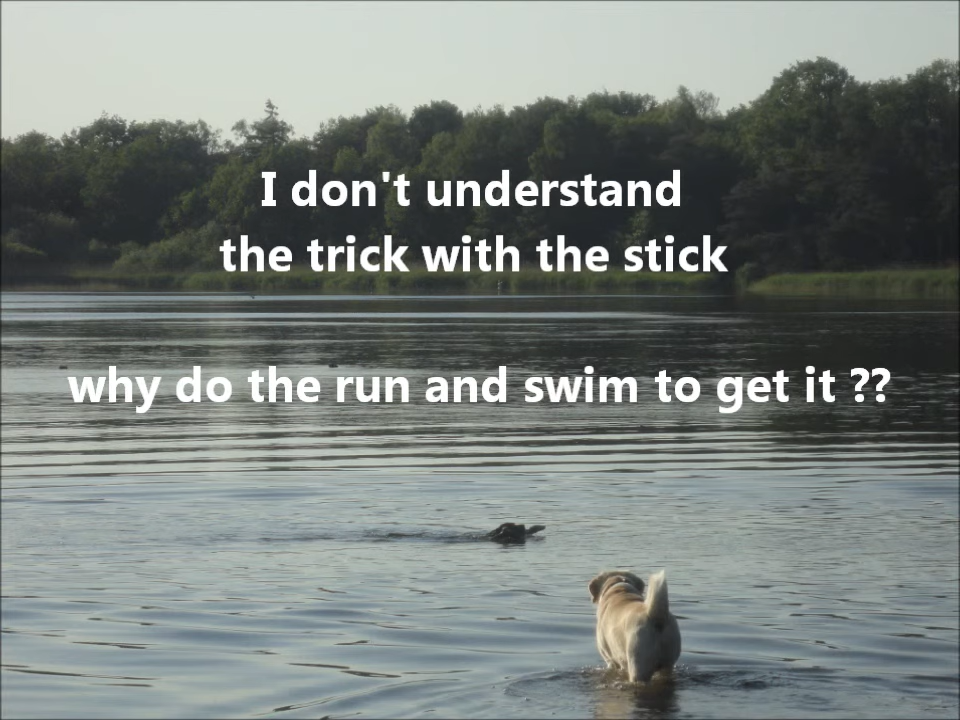 I don't understand
the trick with the stick
why do the run and swim to get it ??